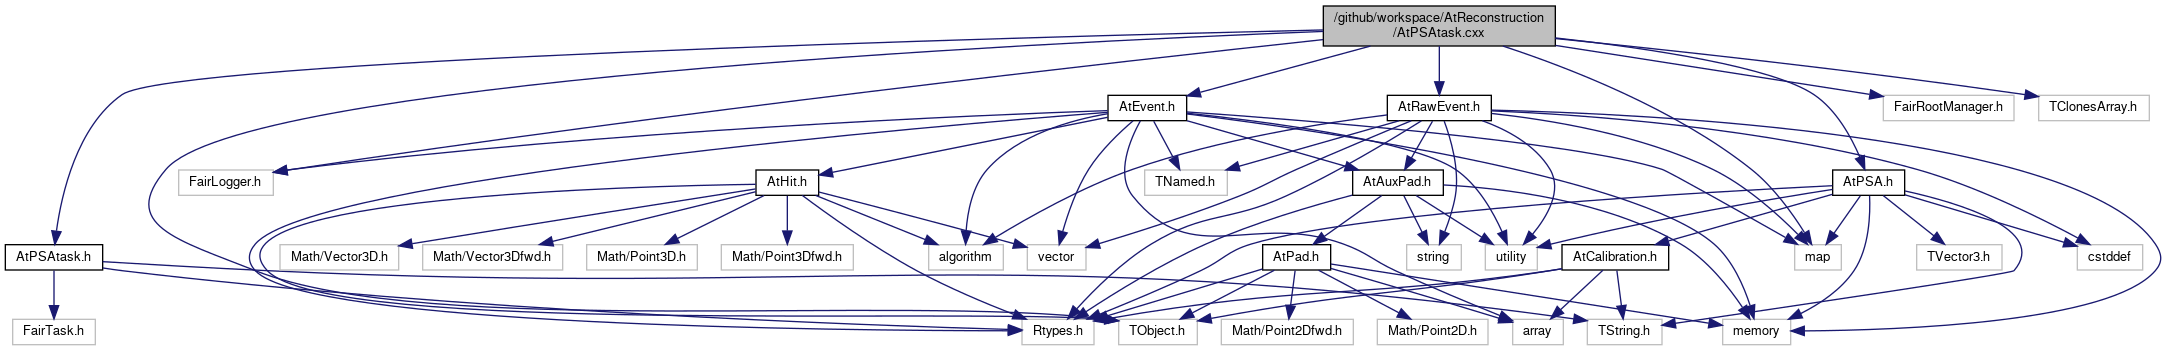 /github/workspace/AtReconstruction
/AtPSAtask.cxx
AtEvent.h
AtRawEvent.h
FairRootManager.h
TClonesArray.h
FairLogger.h
AtHit.h
TNamed.h
AtAuxPad.h
AtPSA.h
AtPSAtask.h
Math/Vector3D.h
Math/Vector3Dfwd.h
Math/Point3D.h
Math/Point3Dfwd.h
algorithm
vector
AtPad.h
string
utility
AtCalibration.h
map
TVector3.h
cstddef
FairTask.h
Rtypes.h
TObject.h
Math/Point2Dfwd.h
Math/Point2D.h
array
TString.h
memory